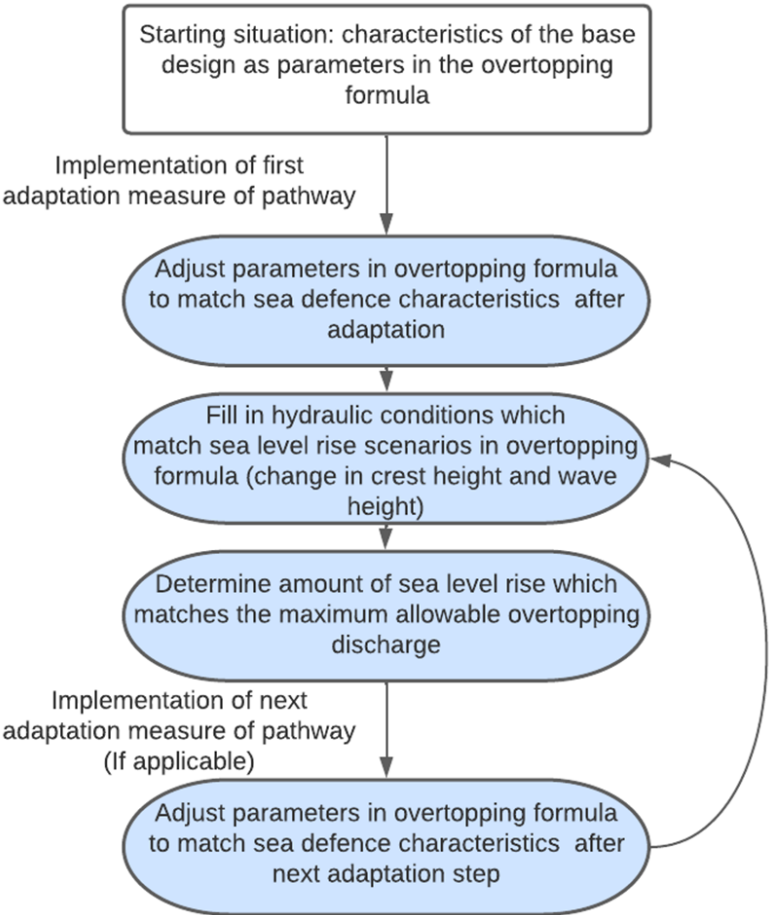 Starting situation: characteristics of the base
design as parameters in the overtopping
formula
Implementation of first
adaptation measure of pathway
Adjust parameters in overtopping formula
to match sea defence characteristics after
adaptation
Fill in hydraulic conditions which
match sea level rise scenarios in overtopping
formula (change in crest height and wave
height)
Determine amount of sea level rise which
matches the maximum allowable overtopping
discharge
Implementation of next
adaptation measure of pathway
(If applicable)
Adjust parameters in overtopping formula
to match sea defence characteristics after
next adaptation step